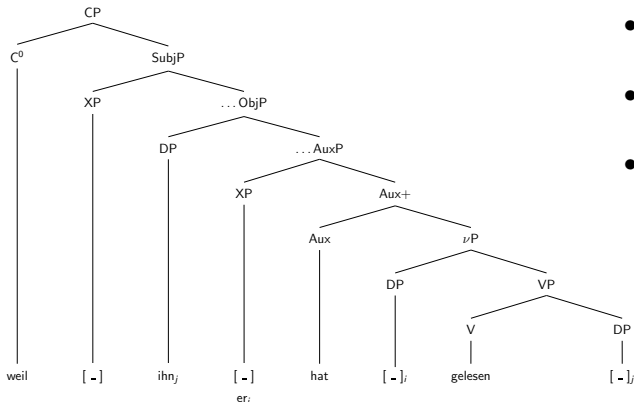 CP
C⁰ SubjP
XP ...ObjP
DP ...AuxP
XP Aux+
Aux νP
DP VP
V DP
weil [ _ ] ihnⱼ [ _ ] hat [ _ ]ᵢ gelesen [ _ ]ⱼ
erᵢ